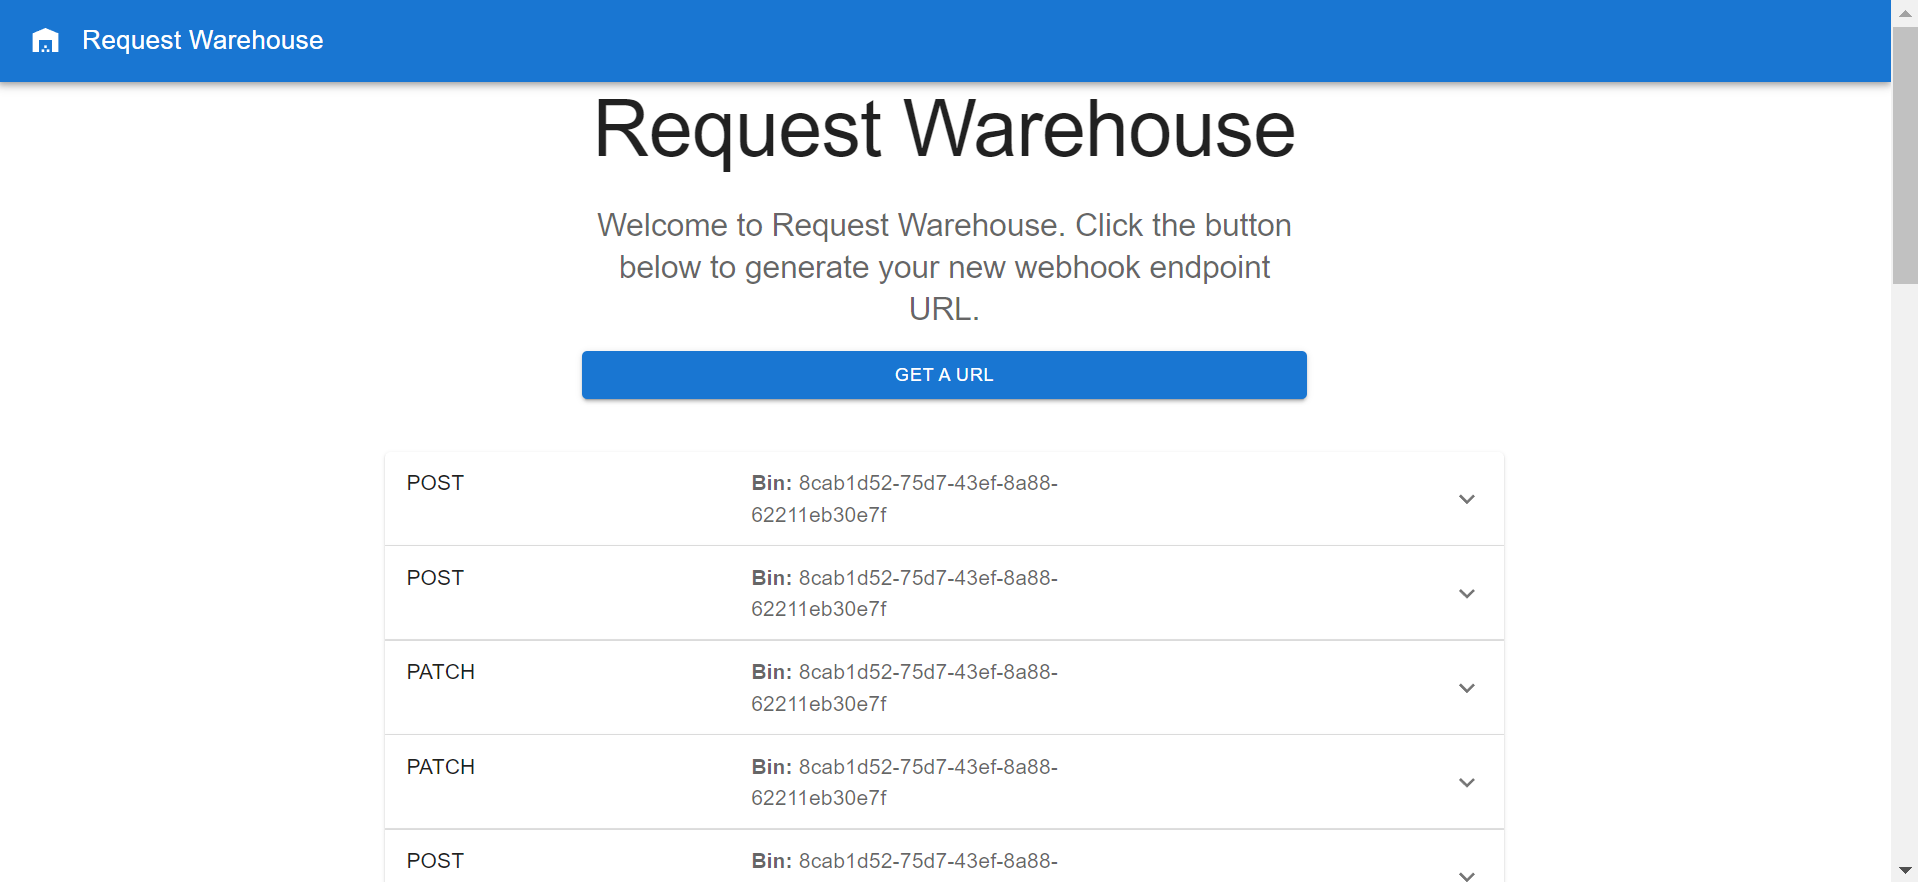 Request Warehouse
Request Warehouse
Welcome to Request Warehouse. Click the button
below to generate your new webhook endpoint
URL.
GET A URL
POST
Bin: 8cab1d52-75d7-43ef-8a88-
62211eb30e7f
POST
Bin: 8cab1d52-75d7-43ef-8a88-
62211eb30e7f
PATCH
Bin: 8cab1d52-75d7-43ef-8a88-
62211eb30e7f
PATCH
Bin: 8cab1d52-75d7-43ef-8a88-
62211eb30e7f
POST
Bin: 8cab1d52-75d7-43ef-8a88-